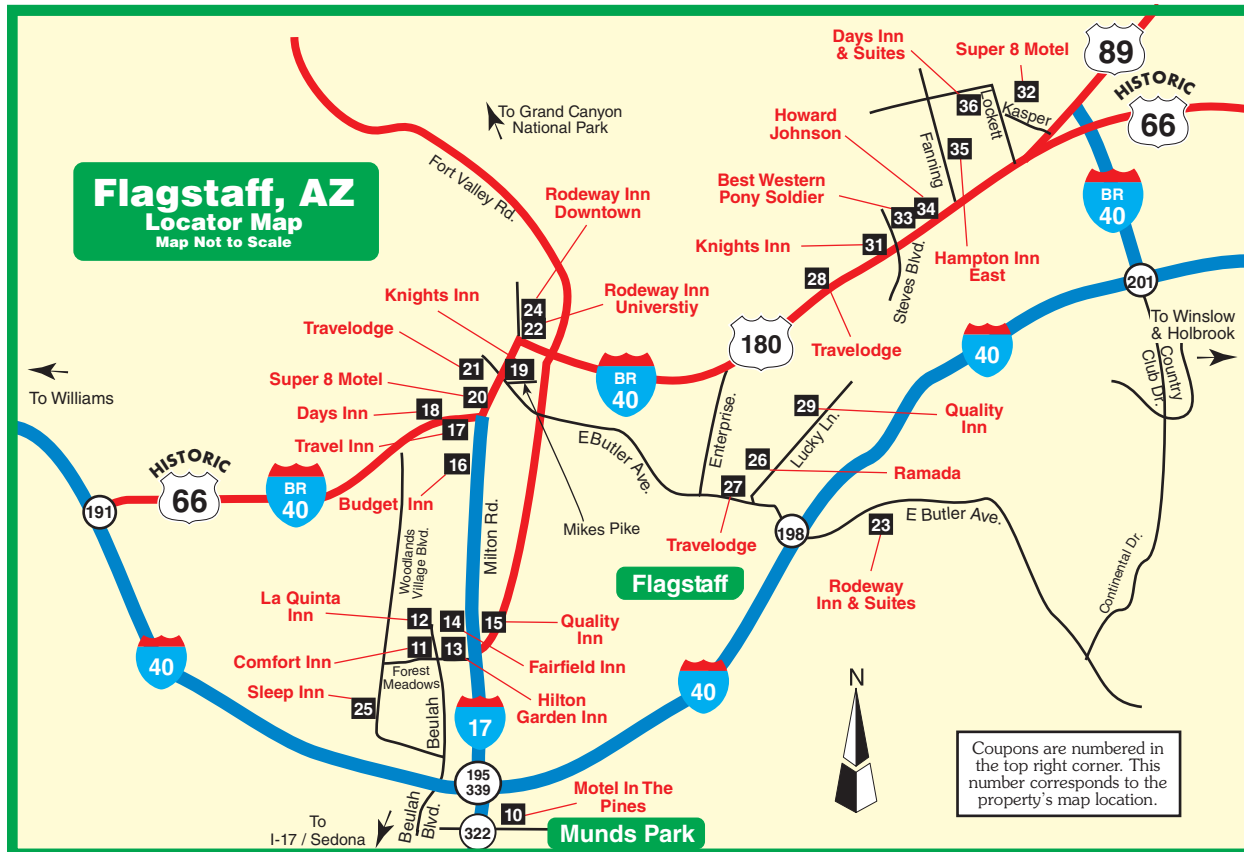 Flagstaff, AZ
Locator Map
Map Not to Scale
To Grand Canyon
National Park
Fort Valley Rd.
Days Inn
& Suites
Super 8 Motel
32
89
HISTORIC
66
36
Lockett
Kasper
Howard
Johnson
Fanning
35
Best Western
Pony Soldier
33
34
BR
40
Knights Inn
31
Steves Blvd.
Hampton Inn
East
201
Rodeway Inn
Downtown
24
22
Rodeway Inn
Universtiy
Knights Inn
28
Travelodge
180
40
To Winslow
& Holbrook
Country
Club Dr.
Travelodge
21
19
BR
40
Super 8 Motel
20
To Williams
Days Inn
18
Travel Inn
17
16
Budget Inn
HISTORIC
66
BR
40
191
E Butler Ave.
Enterprise.
29
Lucky Ln.
Quality
Inn
26
Ramada
27
Travelodge
Mikes Pike
Milton Rd.
Woodlands
Village Blvd.
198
23
E Butler Ave.
Rodeway
Inn & Suites
Flagstaff
Continental Dr.
La Quinta
Inn
12
14
15
Quality
Inn
Comfort Inn
11
13
Fairfield Inn
Forest
Meadows
Sleep Inn
25
Hilton
Garden Inn
40
40
17
Beulah
N
195
339
Motel In The
Pines
10
Beulah
Blvd.
322
Munds Park
To
I-17 / Sedona
Coupons are numbered in
the top right corner. This
number corresponds to the
property's map location.